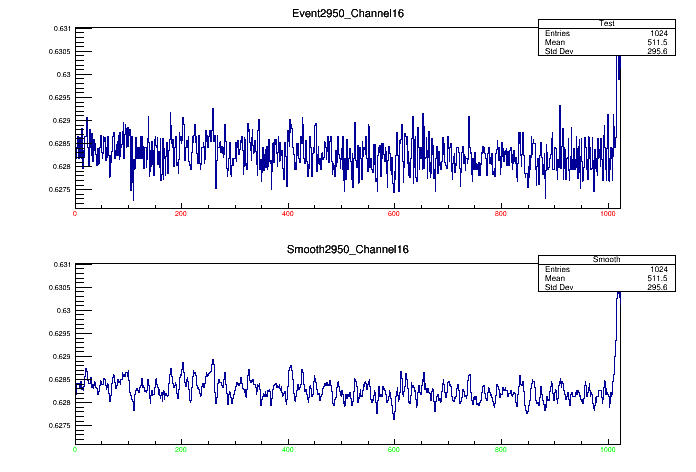 Event2950_Channel16
Test
Entries 1024
Mean 511.5
Std Dev 295.6
0.631
0.6305
0.63
0.6295
0.629
0.6285
0.628
0.6275
0 200 400 600 800 1000
Smooth2950_Channel16
Smooth
Entries 1024
Mean 511.5
Std Dev 295.6
0.631
0.6305
0.63
0.6295
0.629
0.6285
0.628
0.6275
0 200 400 600 800 1000